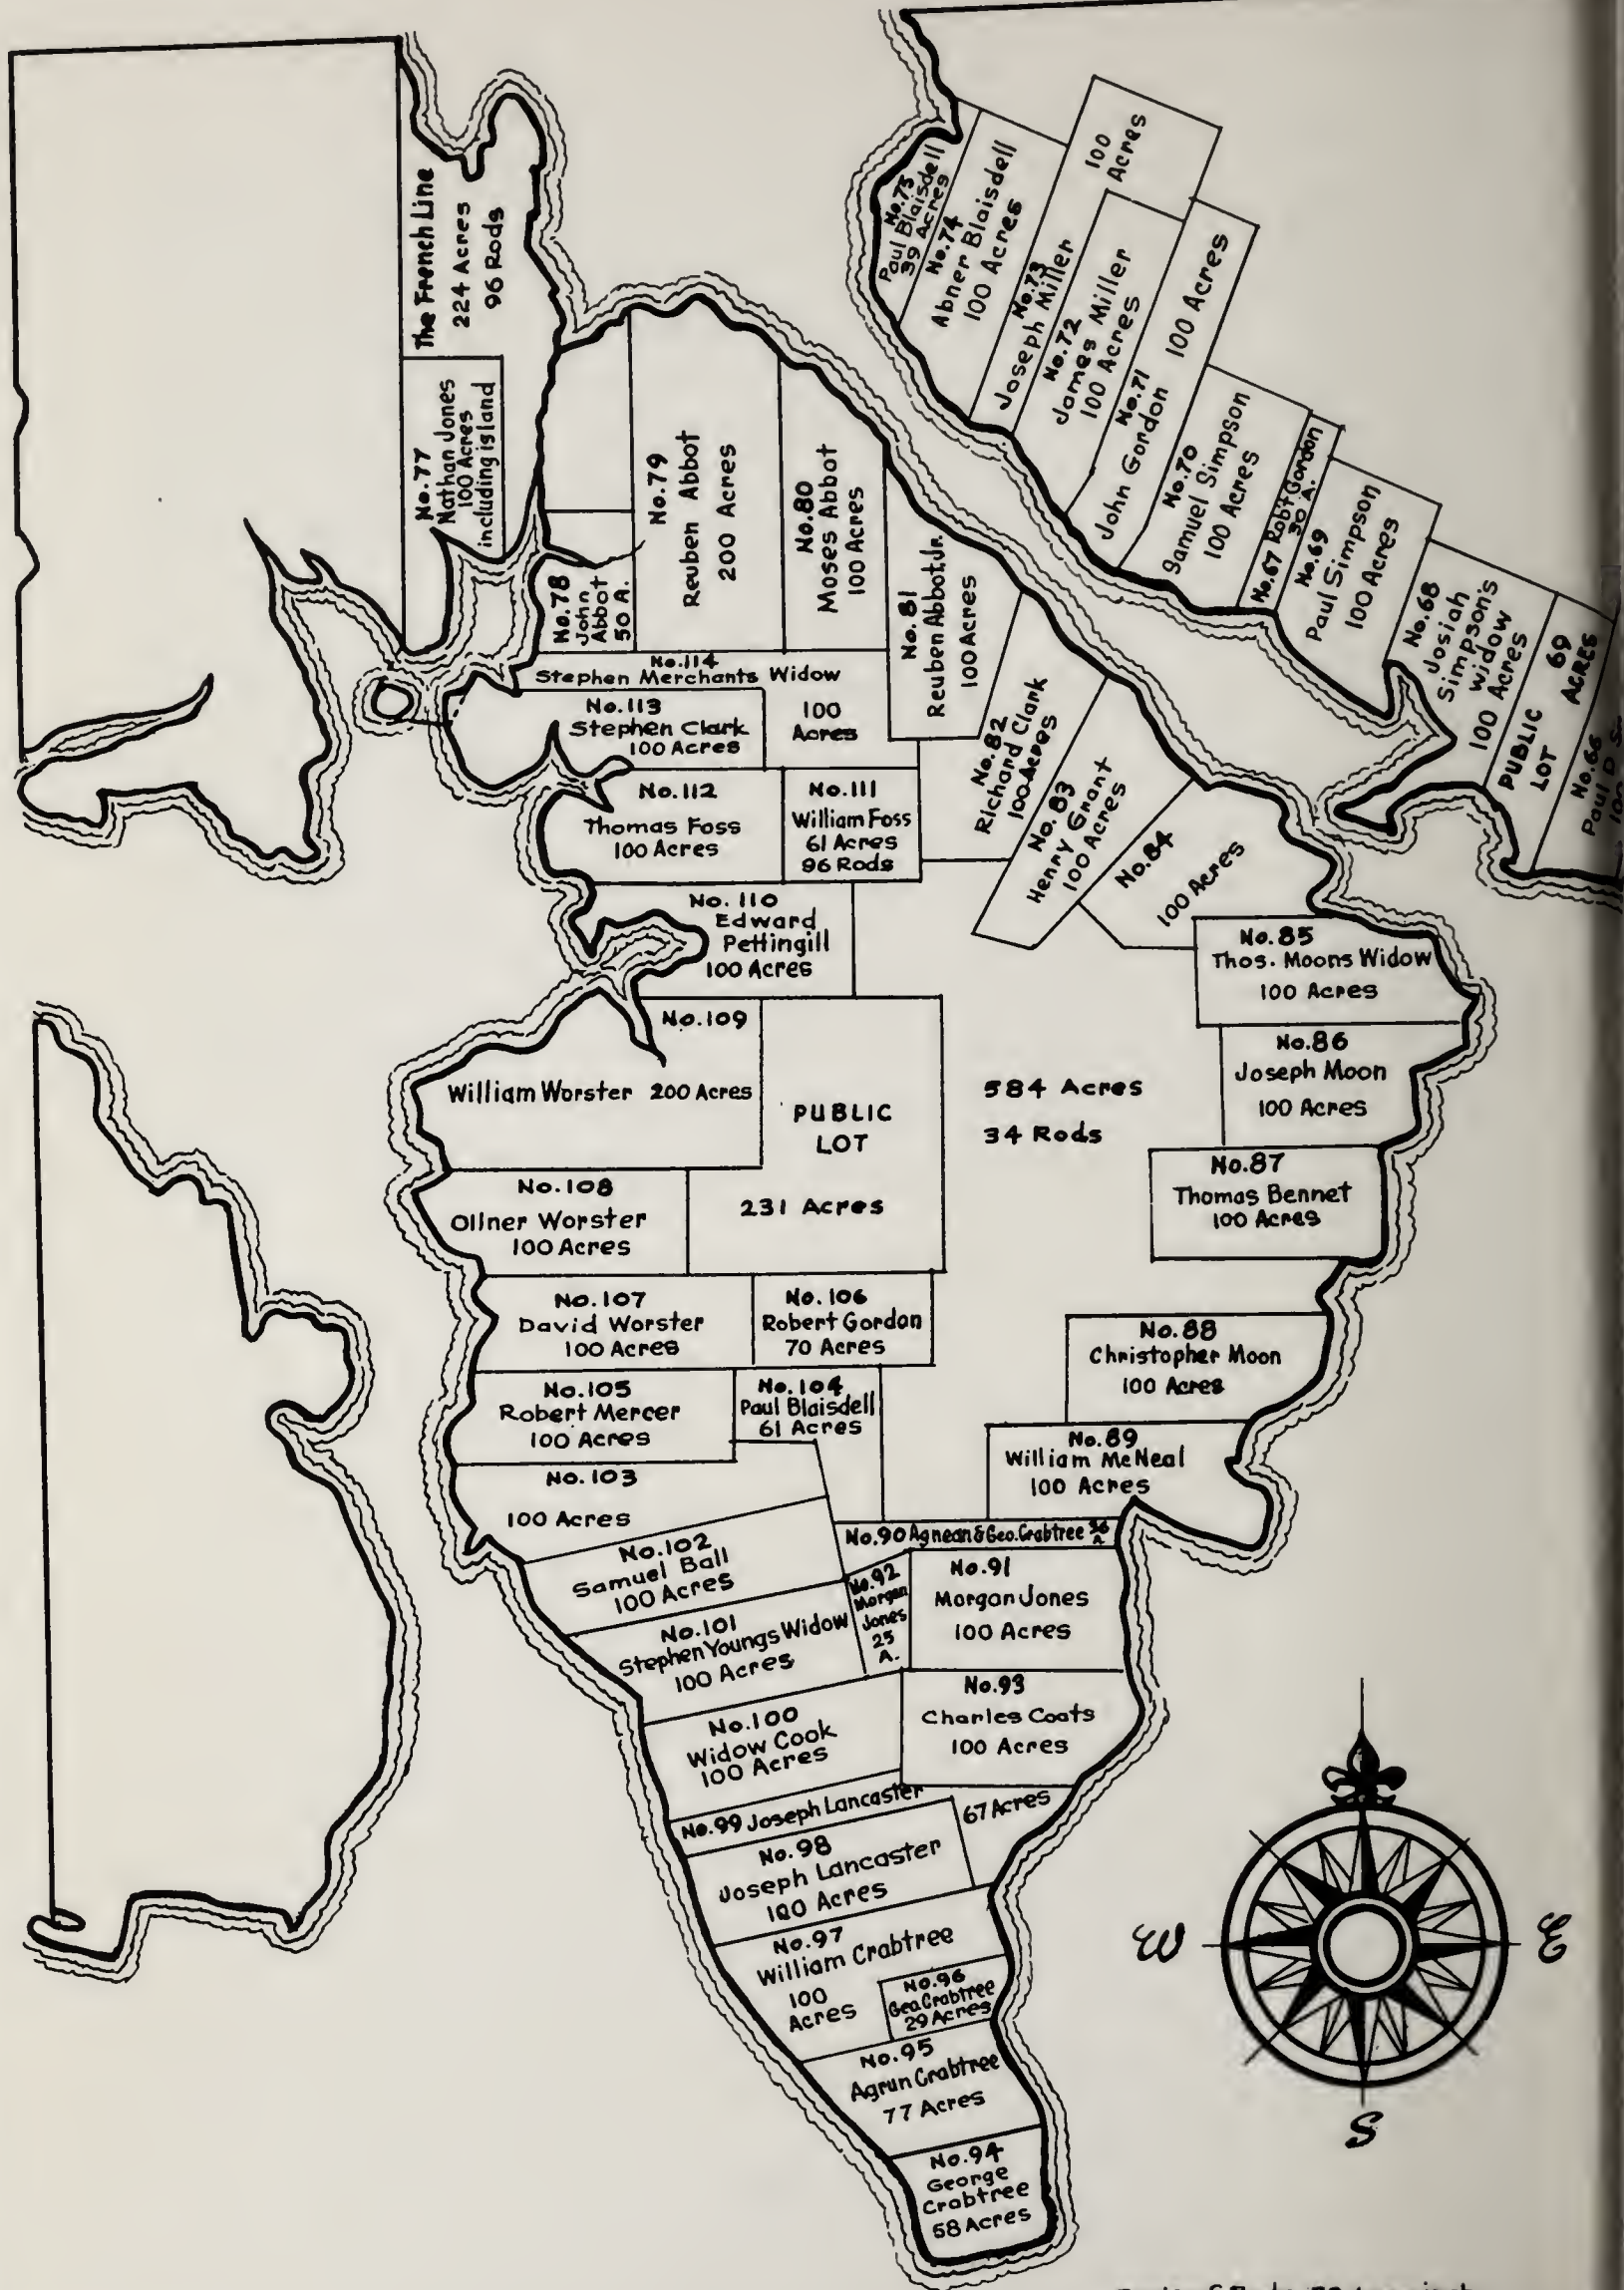 The French Line
224 Acres
96 Rods
No.77
Nathan Jones
100 Acres
including island
No.75
Paul Blaisdell
39 Acres
No.74
Abner Blaisdell
100 Acres
No.73
Joseph Miller
100
Acres
No.72
James Miller
100 Acres
No.71
John Gordon
100 Acres
No.70
Samuel Simpson
100 Acres
No.67 Robt Gordon
30 A.
No.69
Paul Simpson
100 Acres
No.68
Josiah
Simpson's
widow
100 Acres
PUBLIC
LOT
69
ACRES
No.66
Paul D
No.78
John
Abbot
50 A.
No.79
Reuben Abbot
200 Acres
No.80
Moses Abbot
100 Acres
No.81
Reuben Abbot Jr.
100 Acres
No.82
Richard Clark
100 Acres
No.83
Henry Grant
100 Acres
No.84
100 Acres
No.114
Stephen Merchants Widow
100
Acres
No.113
Stephen Clark
100 Acres
No.112
Thomas Foss
100 Acres
No.111
William Foss
61 Acres
96 Rods
No. 110
Edward
Pettingill
100 Acres
No.85
Thos. Moons Widow
100 Acres
No.109
William Worster 200 Acres
PUBLIC
LOT
231 Acres
584 Acres
34 Rods
No.86
Joseph Moon
100 Acres
No.87
Thomas Bennet
100 Acres
No.108
Ollner Worster
100 Acres
No.107
David Worster
100 Acres
No.106
Robert Gordon
70 Acres
No.88
Christopher Moon
100 Acres
No.105
Robert Mercer
100 Acres
No.104
Paul Blaisdell
61 Acres
No.89
William McNeal
100 Acres
No.103
100 Acres
No.90 Agnean & Geo. Crabtree 36
A
No.102
Samuel Ball
100 Acres
No.92
Morgan
Jones
25
A.
No.91
Morgan Jones
100 Acres
No.101
Stephen Youngs Widow
100 Acres
No.93
Charles Coats
100 Acres
No.100
Widow Cook
100 Acres
No.99 Joseph Lancaster
67 Acres
No.98
Joseph Lancaster
100 Acres
No.97
William Crabtree
100
Acres
No.96
Geo. Crabtree
29 Acres
No.95
Agrun Crabtree
77 Acres
No.94
George
Crabtree
58 Acres
W
E
S